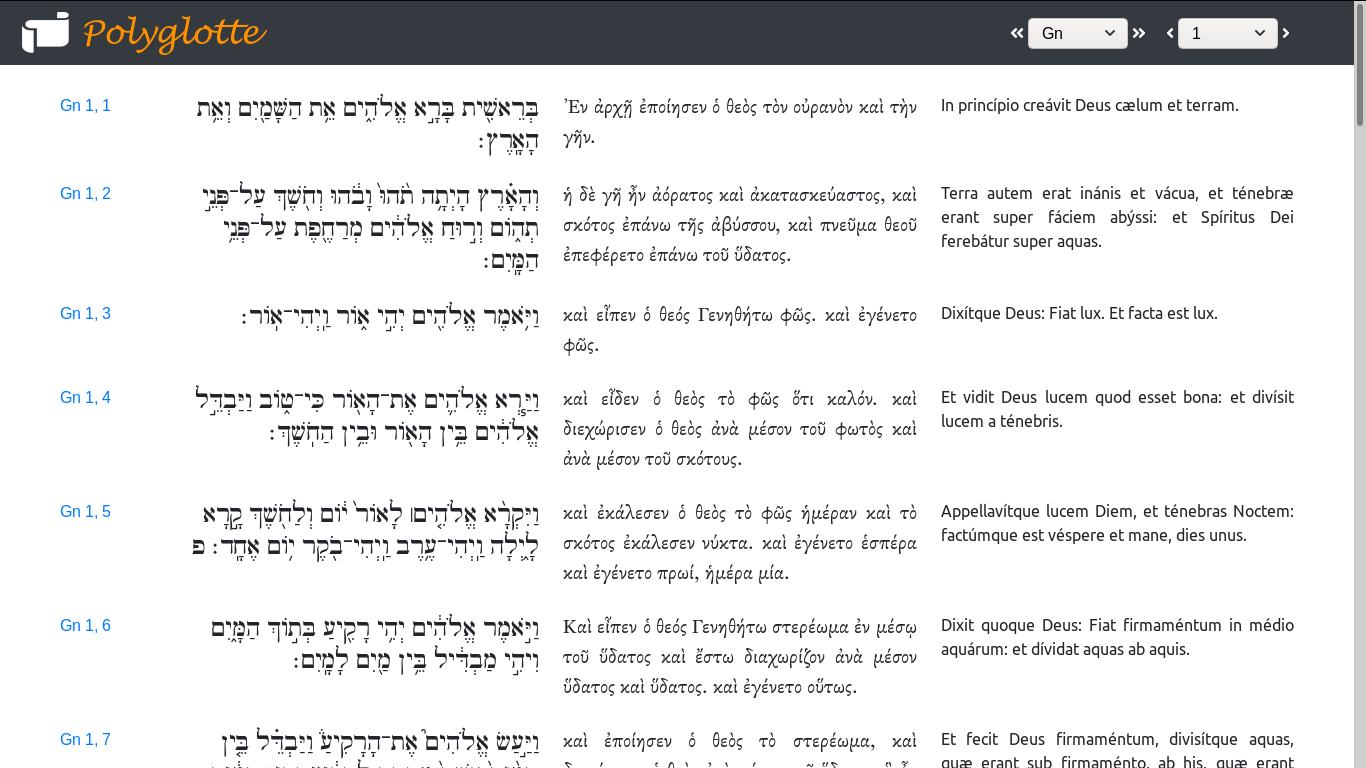 Polyglotte
Gn
1
Gn 1, 1
בְּרֵאשִׁ֖ית בָּרָ֣א אֱלֹהִ֑ים אֵ֥ת הַשָּׁמַ֖יִם וְאֵ֥ת
הָאָֽרֶץ׃
Ἐν ἀρχῇ ἐποίησεν ὁ θεὸς τὸν οὐρανὸν καὶ τὴν
γῆν.
In princípio creávit Deus cælum et terram.
Gn 1, 2
וְהָאָ֗רֶץ הָיְתָ֥ה תֹ֙הוּ֙ וָבֹ֔הוּ וְחֹ֖שֶׁךְ עַל־פְּנֵ֣י
תְה֑וֹם וְר֣וּחַ אֱלֹהִ֔ים מְרַחֶ֖פֶת עַל־פְּנֵ֥י
הַמָּֽיִם׃
ἡ δὲ γῆ ἦν ἀόρατος καὶ ἀκατασκεύαστος, καὶ
σκότος ἐπάνω τῆς ἀβύσσου, καὶ πνεῦμα θεοῦ
ἐπεφέρετο ἐπάνω τοῦ ὕδατος.
Terra autem erat inánis et vácua, et ténebræ
erant super fáciem abýssi: et Spíritus Dei
ferebátur super aquas.
Gn 1, 3
וַיֹּ֥אמֶר אֱלֹהִ֖ים יְהִ֣י א֑וֹר וַֽיְהִי־אֽוֹר׃
καὶ εἶπεν ὁ θεός Γενηθήτω φῶς. καὶ ἐγένετο
φῶς.
Dixítque Deus: Fiat lux. Et facta est lux.
Gn 1, 4
וַיַּ֧רְא אֱלֹהִ֛ים אֶת־הָא֖וֹר כִּי־ט֑וֹב וַיַּבְדֵּ֣ל
אֱלֹהִ֔ים בֵּ֥ין הָא֖וֹר וּבֵ֥ין הַחֹֽשֶׁךְ׃
καὶ εἶδεν ὁ θεὸς τὸ φῶς ὅτι καλόν. καὶ
διεχώρισεν ὁ θεὸς ἀνὰ μέσον τοῦ φωτὸς καὶ
ἀνὰ μέσον τοῦ σκότους.
Et vidit Deus lucem quod esset bona: et divísit
lucem a ténebris.
Gn 1, 5
וַיִּקְרָ֨א אֱלֹהִ֤ים׀ לָאוֹר֙ י֔וֹם וְלַחֹ֖שֶׁךְ קָ֣רָא
לָ֑יְלָה וַֽיְהִי־עֶ֥רֶב וַֽיְהִי־בֹ֖קֶר י֥וֹם אֶחָֽד׃ פ
καὶ ἐκάλεσεν ὁ θεὸς τὸ φῶς ἡμέραν καὶ τὸ
σκότος ἐκάλεσεν νύκτα. καὶ ἐγένετο ἑσπέρα
καὶ ἐγένετο πρωί, ἡμέρα μία.
Appellavítque lucem Diem, et ténebras Noctem:
factúmque est véspere et mane, dies unus.
Gn 1, 6
וַיֹּ֣אמֶר אֱלֹהִ֔ים יְהִ֥י רָקִ֖יעַ בְּת֣וֹךְ הַמָּ֑יִם
וִיהִ֣י מַבְדִּ֔יל בֵּ֥ין מַ֖יִם לָמָֽיִם׃
Καὶ εἶπεν ὁ θεός Γενηθήτω στερέωμα ἐν μέσῳ
τοῦ ὕδατος καὶ ἔστω διαχωρίζον ἀνὰ μέσον
ὕδατος καὶ ὕδατος. καὶ ἐγένετο οὕτως.
Dixit quoque Deus: Fiat firmaméntum in médio
aquárum: et dívidat aquas ab aquis.
Gn 1, 7
וַיַּ֣עַשׂ אֱלֹהִים֮ אֶת־הָרָקִיעַ֒ וַיַּבְדֵּ֗ל בֵּ֤ין
καὶ ἐποίησεν ὁ θεὸς τὸ στερέωμα, καὶ
Et fecit Deus firmaméntum, divisítque aquas,
quæ erant sub firmaménto, ab his, quæ erant